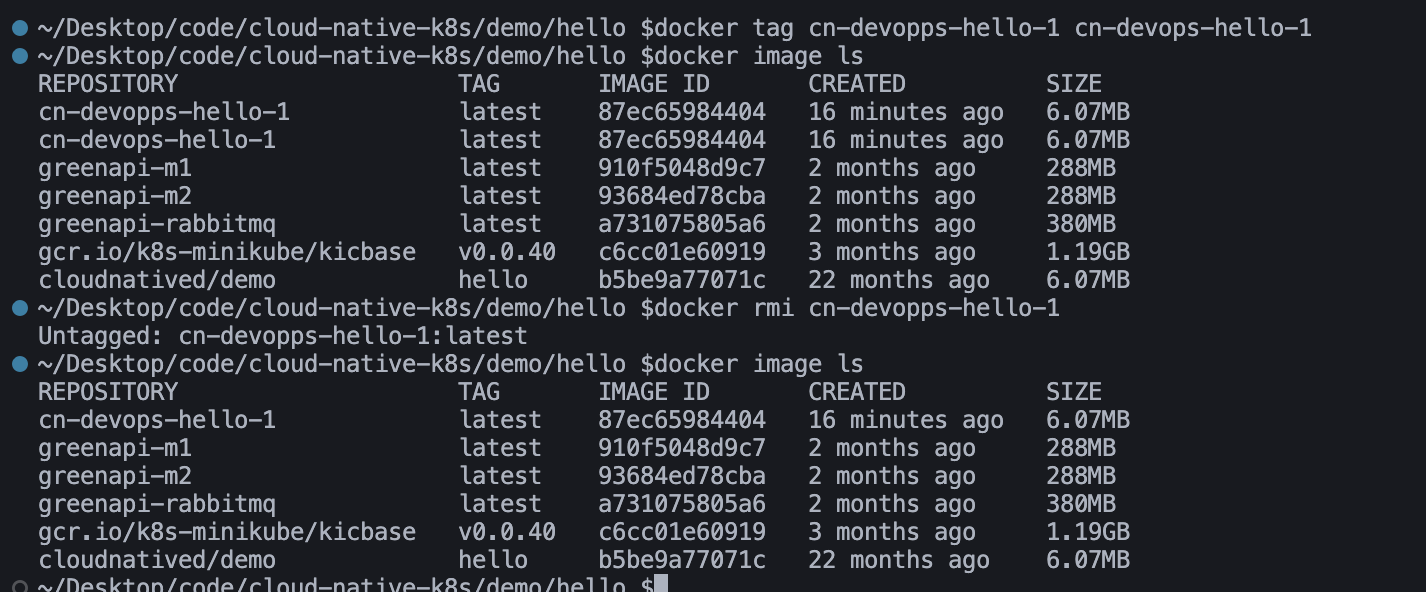 ~/Desktop/code/cloud-native-k8s/demo/hello $docker tag cn-devopps-hello-1 cn-devops-hello-1
~/Desktop/code/cloud-native-k8s/demo/hello $docker image ls
REPOSITORY TAG IMAGE ID CREATED SIZE
cn-devopps-hello-1 latest 87ec65984404 16 minutes ago 6.07MB
cn-devops-hello-1 latest 87ec65984404 16 minutes ago 6.07MB
greenapi-m1 latest 910f5048d9c7 2 months ago 288MB
greenapi-m2 latest 93684ed78cba 2 months ago 288MB
greenapi-rabbitmq latest a731075805a6 2 months ago 380MB
gcr.io/k8s-minikube/kicbase v0.0.40 c6cc01e60919 3 months ago 1.19GB
cloudnatived/demo hello b5be9a77071c 22 months ago 6.07MB
~/Desktop/code/cloud-native-k8s/demo/hello $docker rmi cn-devopps-hello-1
Untagged: cn-devopps-hello-1:latest
~/Desktop/code/cloud-native-k8s/demo/hello $docker image ls
REPOSITORY TAG IMAGE ID CREATED SIZE
cn-devops-hello-1 latest 87ec65984404 16 minutes ago 6.07MB
greenapi-m1 latest 910f5048d9c7 2 months ago 288MB
greenapi-m2 latest 93684ed78cba 2 months ago 288MB
greenapi-rabbitmq latest a731075805a6 2 months ago 380MB
gcr.io/k8s-minikube/kicbase v0.0.40 c6cc01e60919 3 months ago 1.19GB
cloudnatived/demo hello b5be9a77071c 22 months ago 6.07MB
~/Desktop/code/cloud-native-k8s/demo/hello $